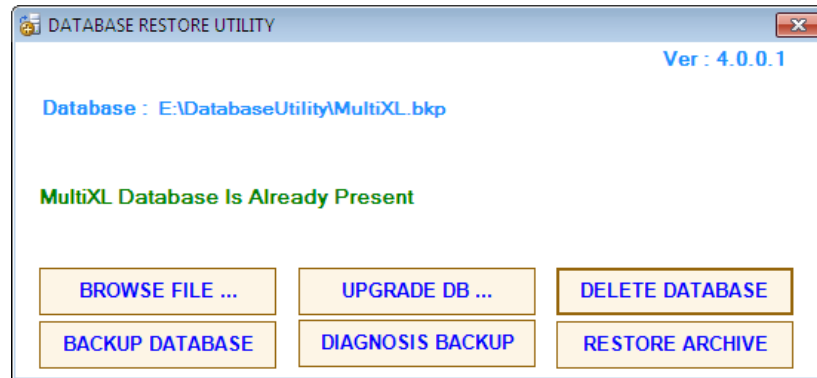 DATABASE RESTORE UTILITY
Ver : 4.0.0.1
Database : E:\DatabaseUtility\MultiXL.bkp
MultiXL Database Is Already Present
BROWSE FILE ... UPGRADE DB ... DELETE DATABASE
BACKUP DATABASE DIAGNOSIS BACKUP RESTORE ARCHIVE